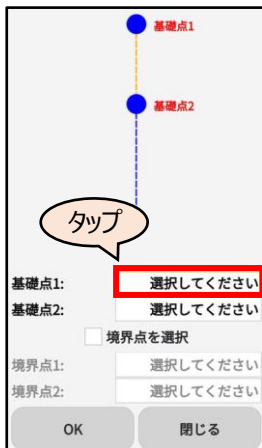 基礎点1
基礎点2
タップ
基礎点1: 選択してください
基礎点2: 選択してください
境界点を選択
境界点1: 選択してください
境界点2: 選択してください
OK 閉じる